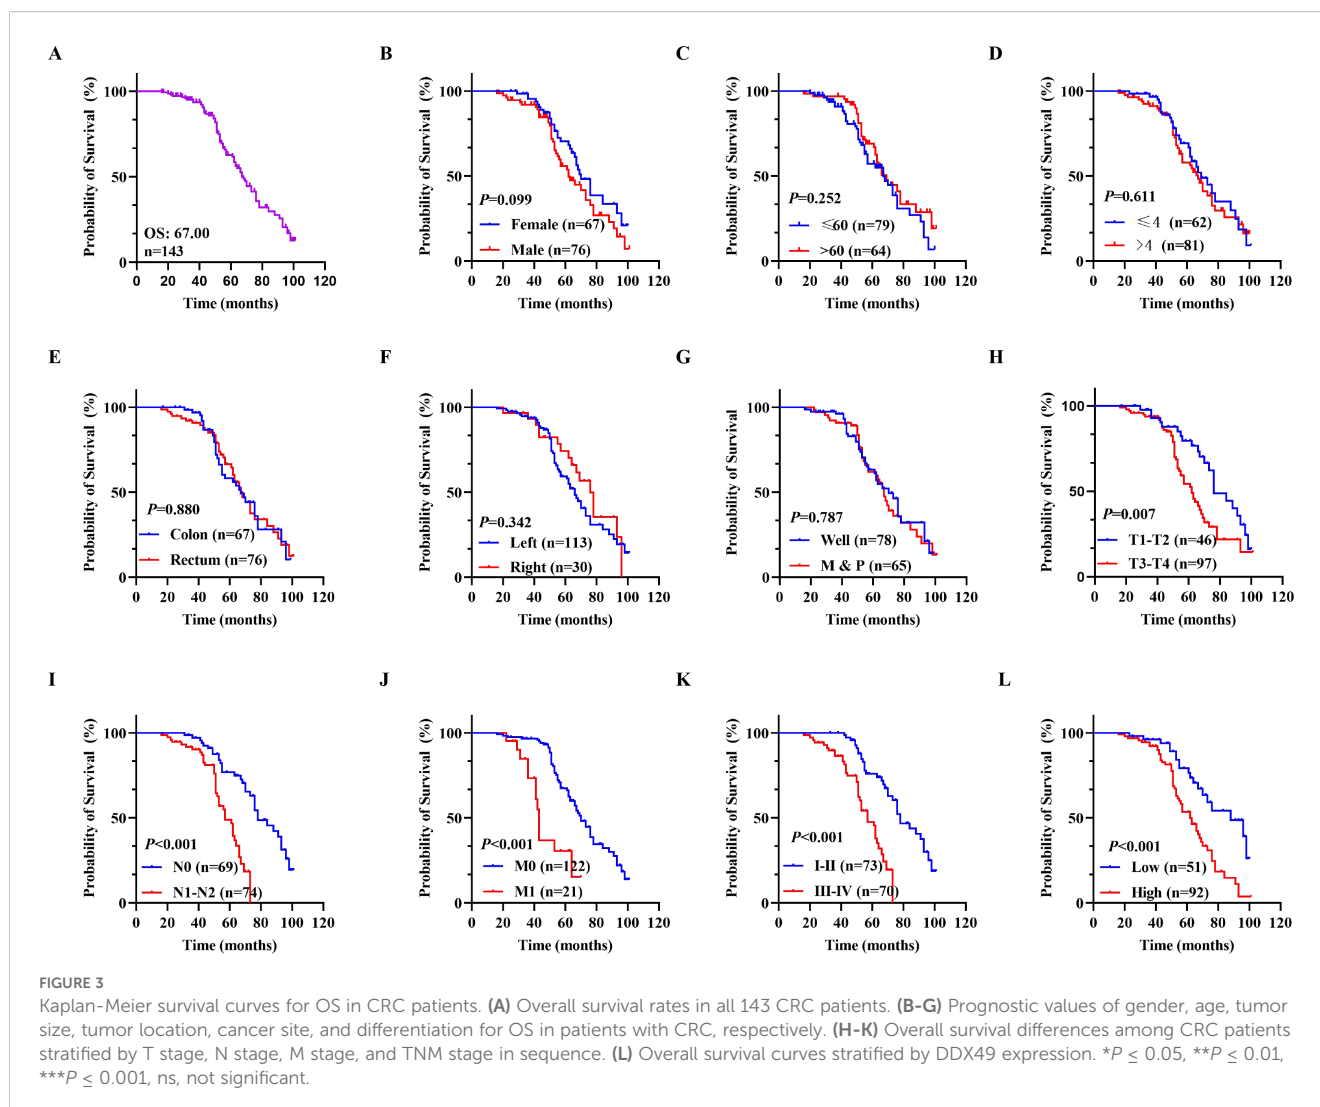 A
Probability of Survival (%)
100
50
0
OS: 67.00
n=143
0 20 40 60 80 100 120
Time (months)
B
Probability of Survival (%)
100
50
0
P=0.099
Female (n=67)
Male (n=76)
0 20 40 60 80 100 120
Time (months)
C
Probability of Survival (%)
100
50
0
P=0.252
≤60 (n=79)
>60 (n=64)
0 20 40 60 80 100 120
Time (months)
D
Probability of Survival (%)
100
50
0
P=0.611
≤4 (n=62)
>4 (n=81)
0 20 40 60 80 100 120
Time (months)
E
Probability of Survival (%)
100
50
0
P=0.880
Colon (n=67)
Rectum (n=76)
0 20 40 60 80 100 120
Time (months)
F
Probability of Survival (%)
100
50
0
P=0.342
Left (n=113)
Right (n=30)
0 20 40 60 80 100 120
Time (months)
G
Probability of Survival
100
50
0
P=0.787
Well (n=78)
M & P (n=65)
0 20 40 60 80 100 120
Time (months)
H
Probability of Survival (%)
100
50
0
P=0.007
T1-T2 (n=46)
T3-T4 (n=97)
0 20 40 60 80 100 120
Time (months)
I
Probability of Survival (%)
100
50
0
P<0.001
N0 (n=69)
N1-N2 (n=74)
0 20 40 60 80 100 120
Time (months)
J
Probability of Survival (%)
100
50
0
P<0.001
M0 (n=122)
M1 (n=21)
0 20 40 60 80 100 120
Time (months)
K
Probability of Survival (%)
100
50
0
P<0.001
I-II (n=73)
III-IV (n=70)
0 20 40 60 80 100 120
Time (months)
L
Probability of Survival (%)
100
50
0
P<0.001
Low (n=51)
High (n=92)
0 20 40 60 80 100 120
Time (months)
FIGURE 3
Kaplan-Meier survival curves for OS in CRC patients. (A) Overall survival rates in all 143 CRC patients. (B-G) Prognostic values of gender, age, tumor
size, tumor location, cancer site, and differentiation for OS in patients with CRC, respectively. (H-K) Overall survival differences among CRC patients
stratified by T stage, N stage, M stage, and TNM stage in sequence. (L) Overall survival curves stratified by DDX49 expression. *P ≤ 0.05, **P ≤ 0.01,
***P ≤ 0.001, ns, not significant.